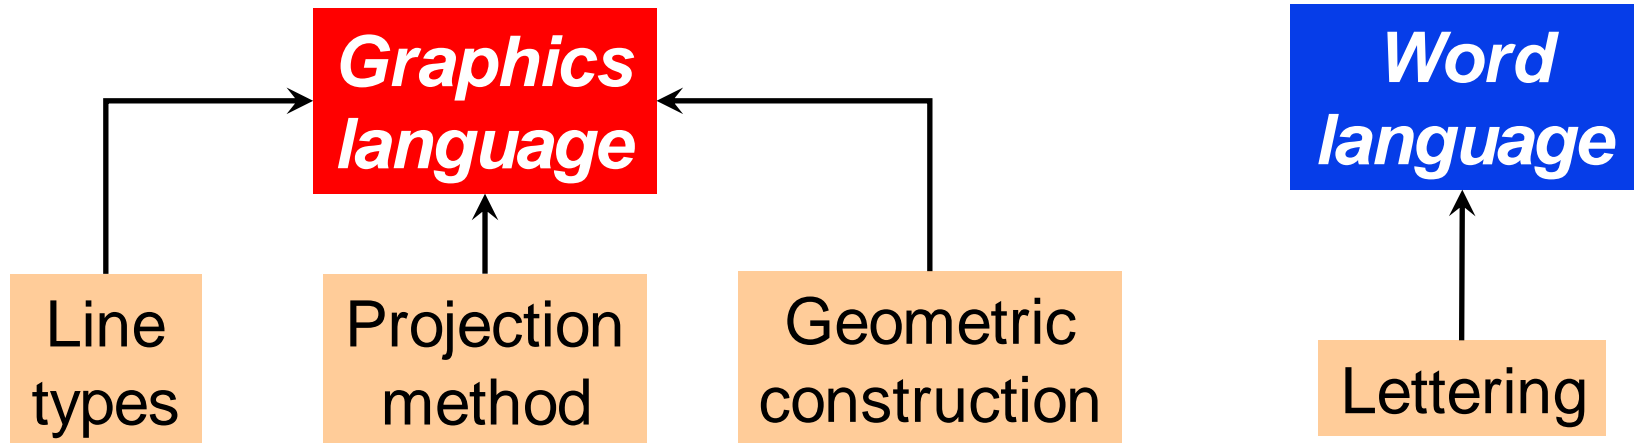 Graphics
language
Word
language
Line
types
Projection
method
Geometric
construction
Lettering